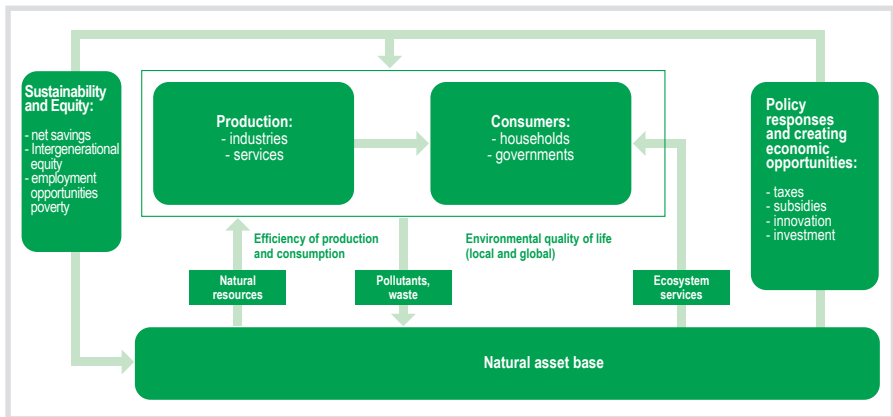 Sustainability
and Equity:
- net savings
- Intergenerational
equity
- employment
opportunities
poverty
Production:
- industries
- services
Consumers:
- households
- governments
Policy
responses
and creating
economic
opportunities:
- taxes
- subsidies
- innovation
- investment
Efficiency of production
and consumption
Environmental quality of life
(local and global)
Natural
resources
Pollutants,
waste
Ecosystem
services
Natural asset base